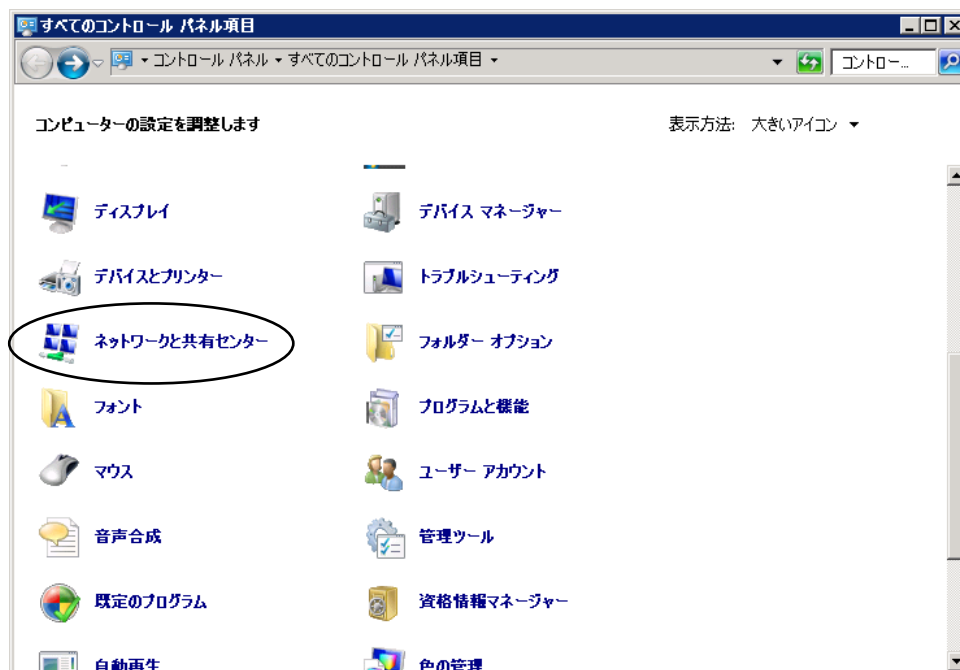 すべてのコントロール パネル項目
コントロール パネル すべてのコントロール パネル項目
コントロー...
コンピューターの設定を調整します
表示方法: 大きいアイコン
ディスプレイ
デバイス マネージャー
デバイスとプリンター
トラブルシューティング
ネットワークと共有センター
フォルダー オプション
フォント
プログラムと機能
マウス
ユーザー アカウント
音声合成
管理ツール
既定のプログラム
資格情報マネージャー
自動再生
色の管理